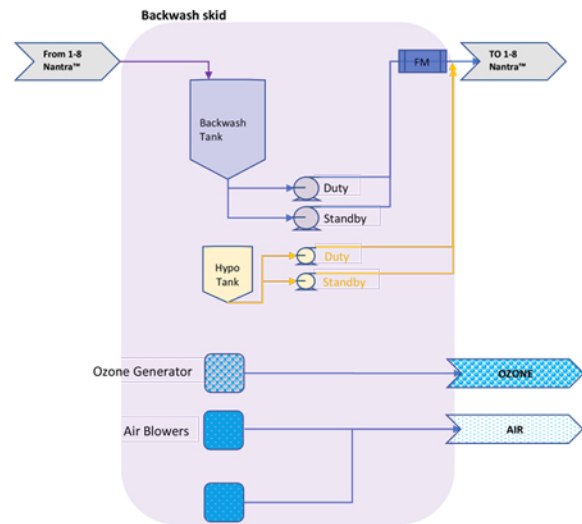 Backwash skid
From 1-8
Nantra™
FM
TO 1-8
Nantra™
Backwash
Tank
Duty
Standby
Hypo
Tank
Duty
Standby
Ozone Generator
OZONE
Air Blowers
AIR